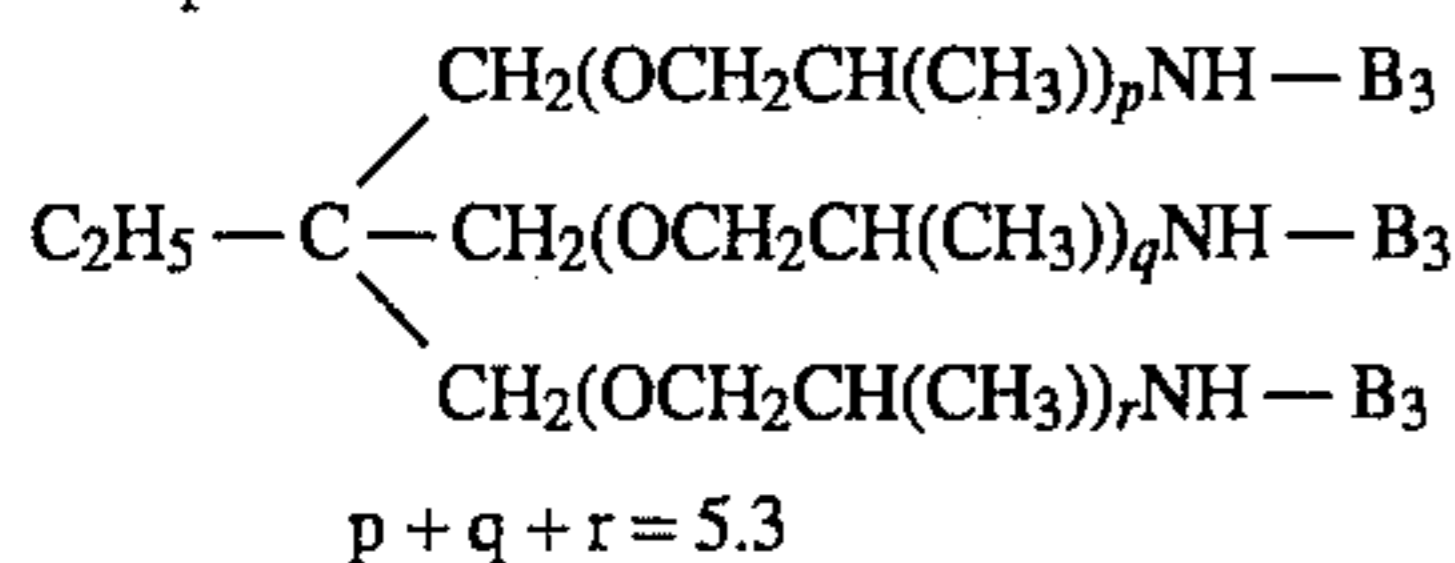 CH₂(OCH₂CH(CH₃))ₚNH — B₃
C₂H₅ — C — CH₂(OCH₂CH(CH₃))qNH — B₃
CH₂(OCH₂CH(CH₃))ᵣNH — B₃
p + q + r = 5.3